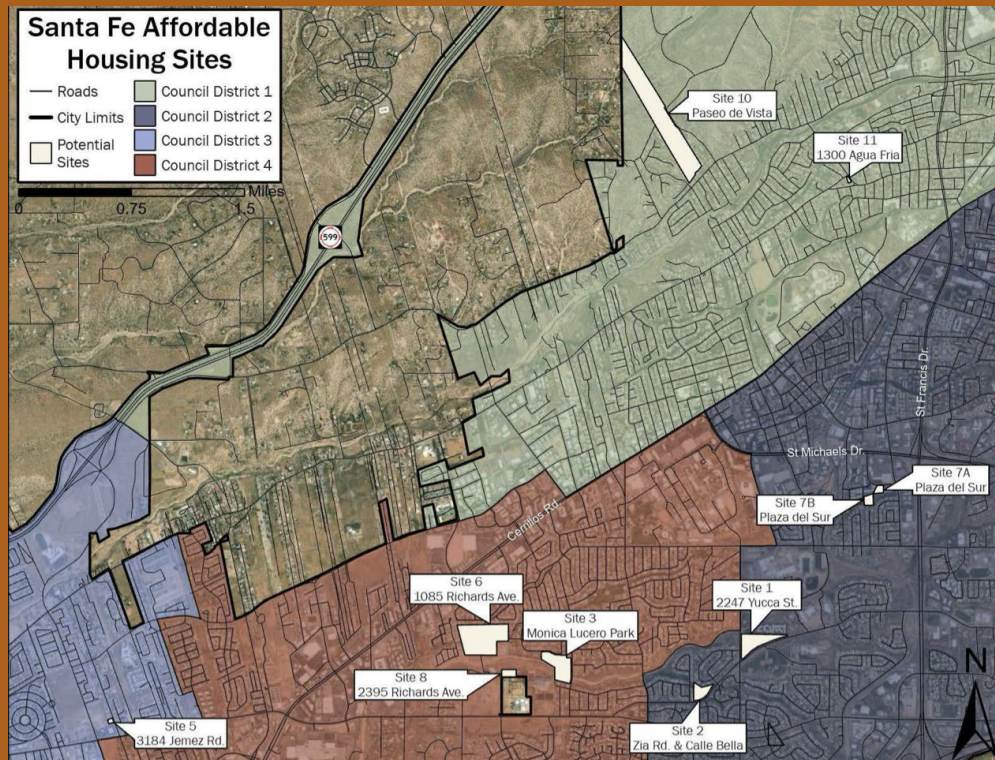 Santa Fe Affordable
Housing Sites
Roads
City Limits
Potential
Sites
Council District 1
Council District 2
Council District 3
Council District 4
Miles
0 0.75 1.5
599
Site 10
Paseo de Vista
Site 11
1300 Agua Fria
St Francis Dr.
St Michaels Dr.
Site 7A
Plaza del Sur
Site 7B
Plaza del Sur
Cerrillos Rd.
Site 6
1085 Richards Ave.
Site 3
Monica Lucero Park
Site 1
2247 Yucca St.
Site 8
2395 Richards Ave.
Site 5
3184 Jemez Rd.
Site 2
Zia Rd. & Calle Bella
N